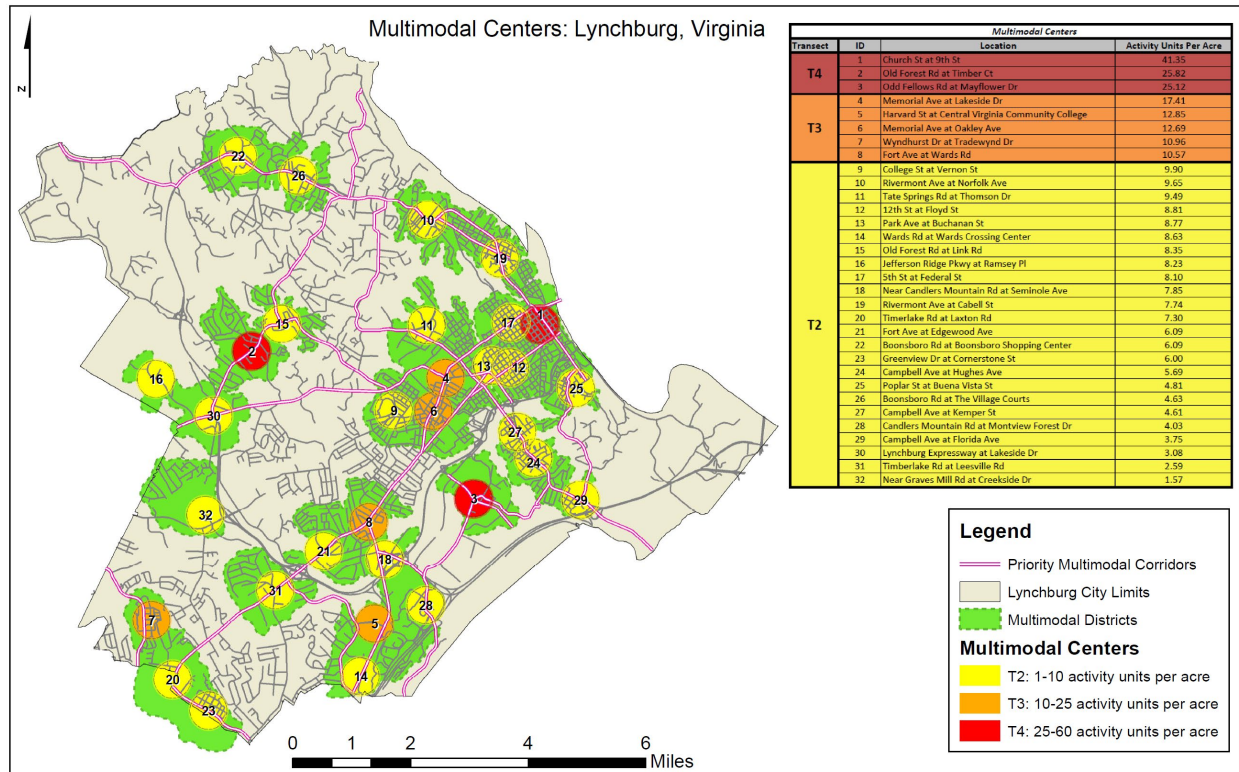 Multimodal Centers: Lynchburg, Virginia
N
Multimodal Centers
Transect ID Location Activity Units Per Acre
T4
1 Church St at 9th St 41.35
2 Old Forest Rd at Timber Ct 25.82
3 Odd Fellows Rd at Mayflower Dr 25.12
T3
4 Memorial Ave at Lakeside Dr 17.41
5 Harvard St at Central Virginia Community College 12.85
6 Memorial Ave at Oakley Ave 12.69
7 Wyndhurst Dr at Tradewynd Dr 10.96
8 Fort Ave at Wards Rd 10.57
T2
9 College St at Vernon St 9.90
10 Rivermont Ave at Norfolk Ave 9.65
11 Tate Springs Rd at Thomson Dr 9.49
12 12th St at Floyd St 8.81
13 Park Ave at Buchanan St 8.77
14 Wards Rd at Wards Crossing Center 8.63
15 Old Forest Rd at Link Rd 8.35
16 Jefferson Ridge Pkwy at Ramsey Pl 8.23
17 5th St at Federal St 8.10
18 Near Candlers Mountain Rd at Seminole Ave 7.85
19 Rivermont Ave at Cabell St 7.74
20 Timerlake Rd at Laxton Rd 7.30
21 Fort Ave at Edgewood Ave 6.09
22 Boonsboro Rd at Boonsboro Shopping Center 6.09
23 Greenview Dr at Cornerstone St 6.00
24 Campbell Ave at Hughes Ave 5.69
25 Poplar St at Buena Vista St 4.81
26 Boonsboro Rd at The Village Courts 4.63
27 Campbell Ave at Kemper St 4.61
28 Candlers Mountain Rd at Montview Forest Dr 4.03
29 Campbell Ave at Florida Ave 3.75
30 Lynchburg Expressway at Lakeside Dr 3.08
31 Timberlake Rd at Leesville Rd 2.59
32 Near Graves Mill Rd at Creekside Dr 1.57
22
26
10
19
15
11
17
1
2
16
4
13
12
25
30
9
6
27
24
3
29
32
8
21
18
31
28
7
5
20
14
23
Legend
Priority Multimodal Corridors
Lynchburg City Limits
Multimodal Districts
Multimodal Centers
T2: 1-10 activity units per acre
T3: 10-25 activity units per acre
T4: 25-60 activity units per acre
0 1 2 4 6
Miles